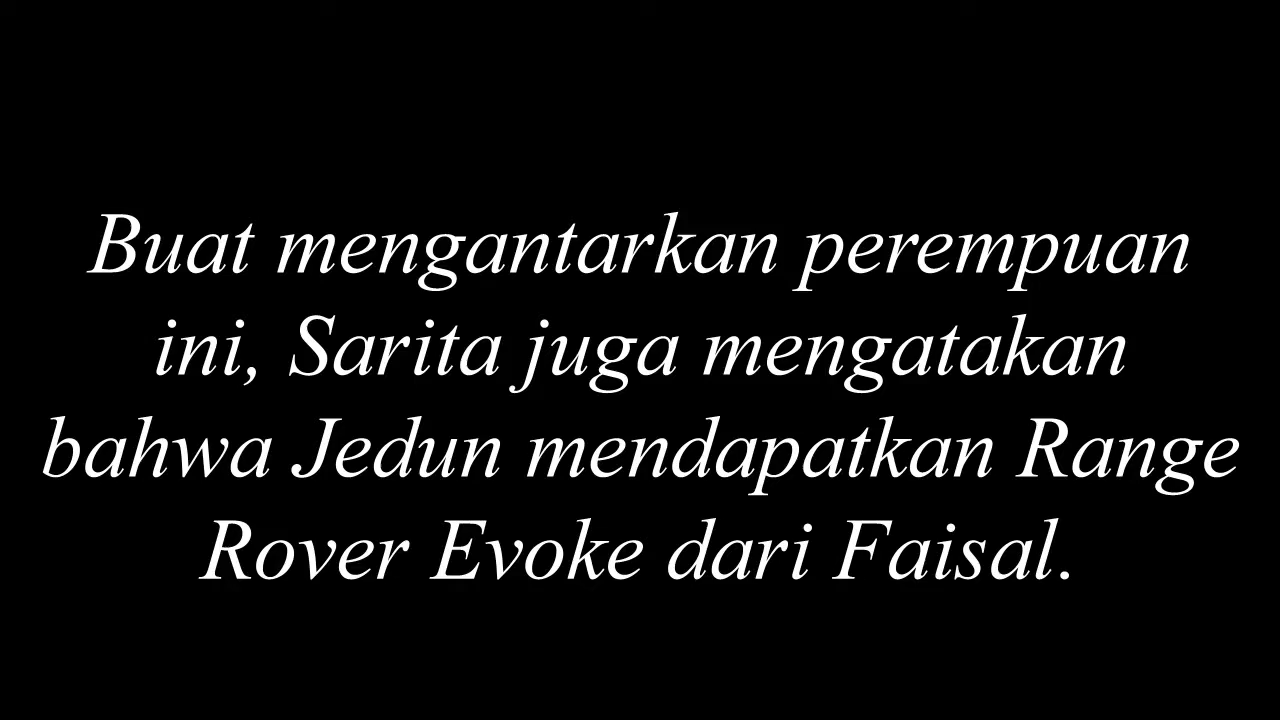 Buat mengantarkan perempuan
ini, Sarita juga mengatakan
bahwa Jedun mendapatkan Range
Rover Evoke dari Faisal.